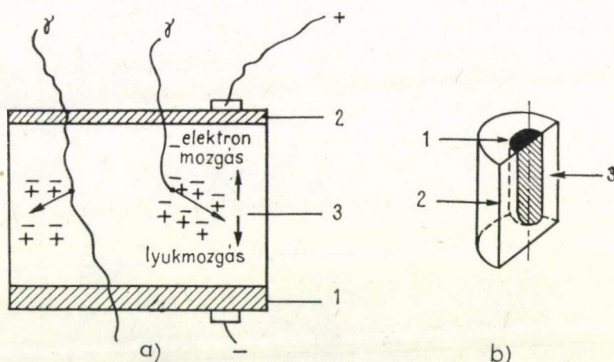 γ γ +
2
elektron
mozgás
3
lyukmozgás
1
−
a)
1
2
3
b)